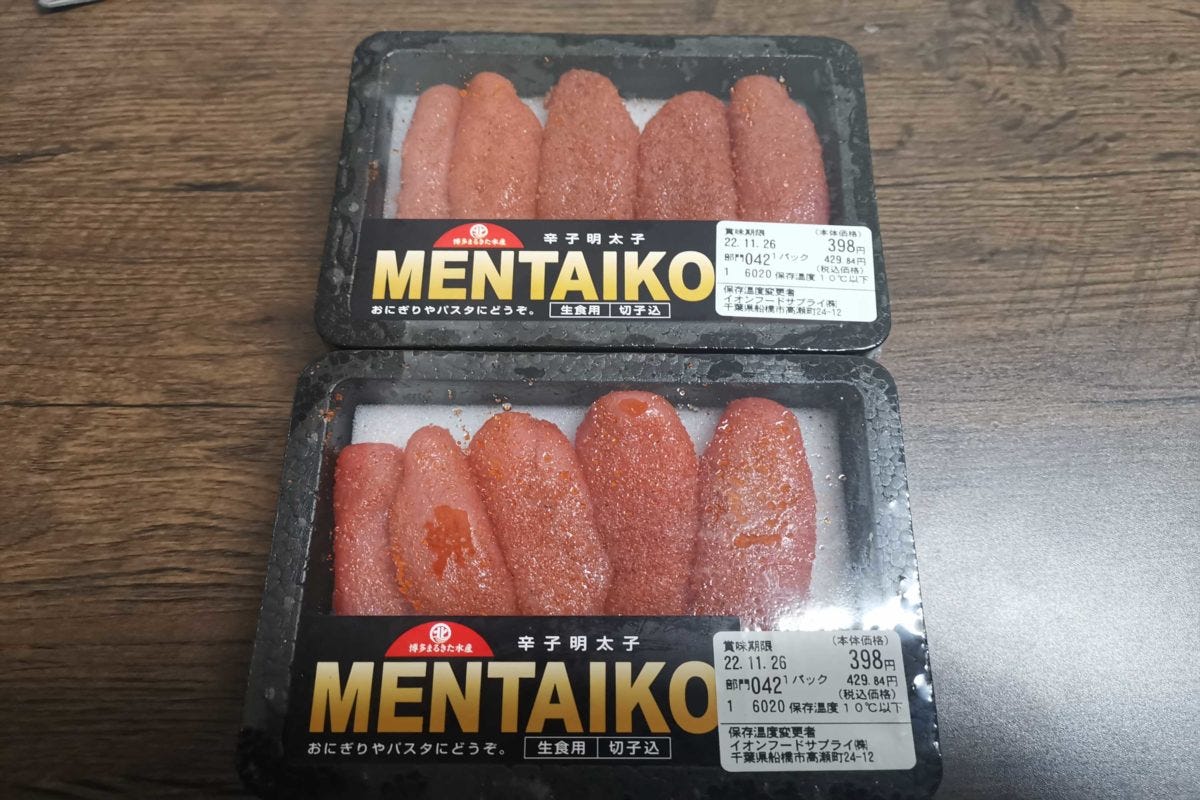 北
博多まるきた水産
辛子明太子
MENTAIKO
おにぎりやパスタにどうぞ。 生食用 切子込
賞味期限 (本体価格)
22.11.26 398円
部門042 1パック 429.84円
(税込価格)
1 6020 保存温度10℃以下
保存温度変更者
イオンフードサプライ㈱
千葉県船橋市高瀬町24-12
北
博多まるきた水産
辛子明太子
MENTAIKO
おにぎりやパスタにどうぞ。 生食用 切子込
賞味期限 (本体価格)
22.11.26 398円
部門042 1パック 429.84円
(税込価格)
1 6020 保存温度10℃以下
保存温度変更者
イオンフードサプライ㈱
千葉県船橋市高瀬町24-12